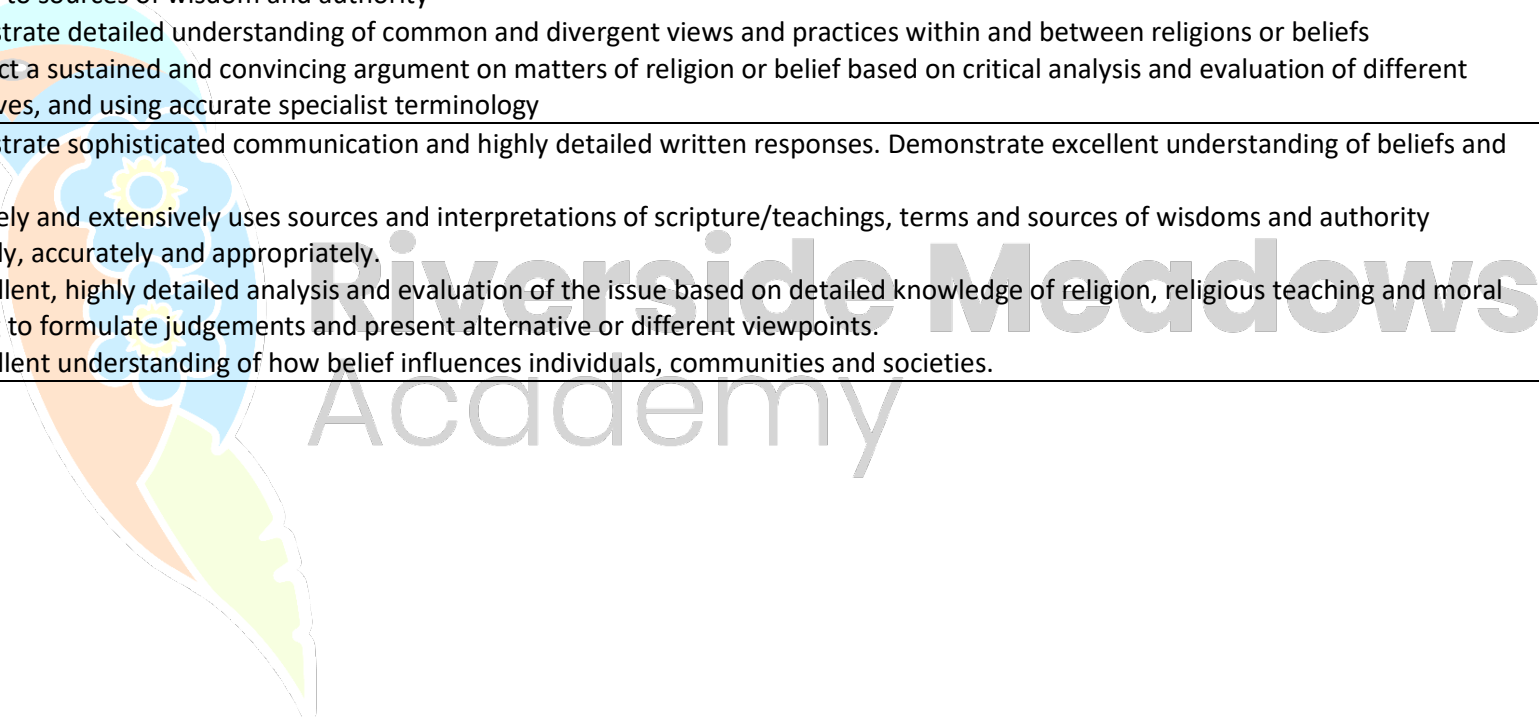 to sources of wisdom and authority
strate detailed understanding of common and divergent views and practices within and between religions or beliefs
ct a sustained and convincing argument on matters of religion or belief based on critical analysis and evaluation of different
ves, and using accurate specialist terminology
strate sophisticated communication and highly detailed written responses. Demonstrate excellent understanding of beliefs and
ely and extensively uses sources and interpretations of scripture/teachings, terms and sources of wisdoms and authority
ly, accurately and appropriately.
llent, highly detailed analysis and evaluation of the issue based on detailed knowledge of religion, religious teaching and moral
to formulate judgements and present alternative or different viewpoints.
llent understanding of how belief influences individuals, communities and societies.
Riverside Meadows
Academy